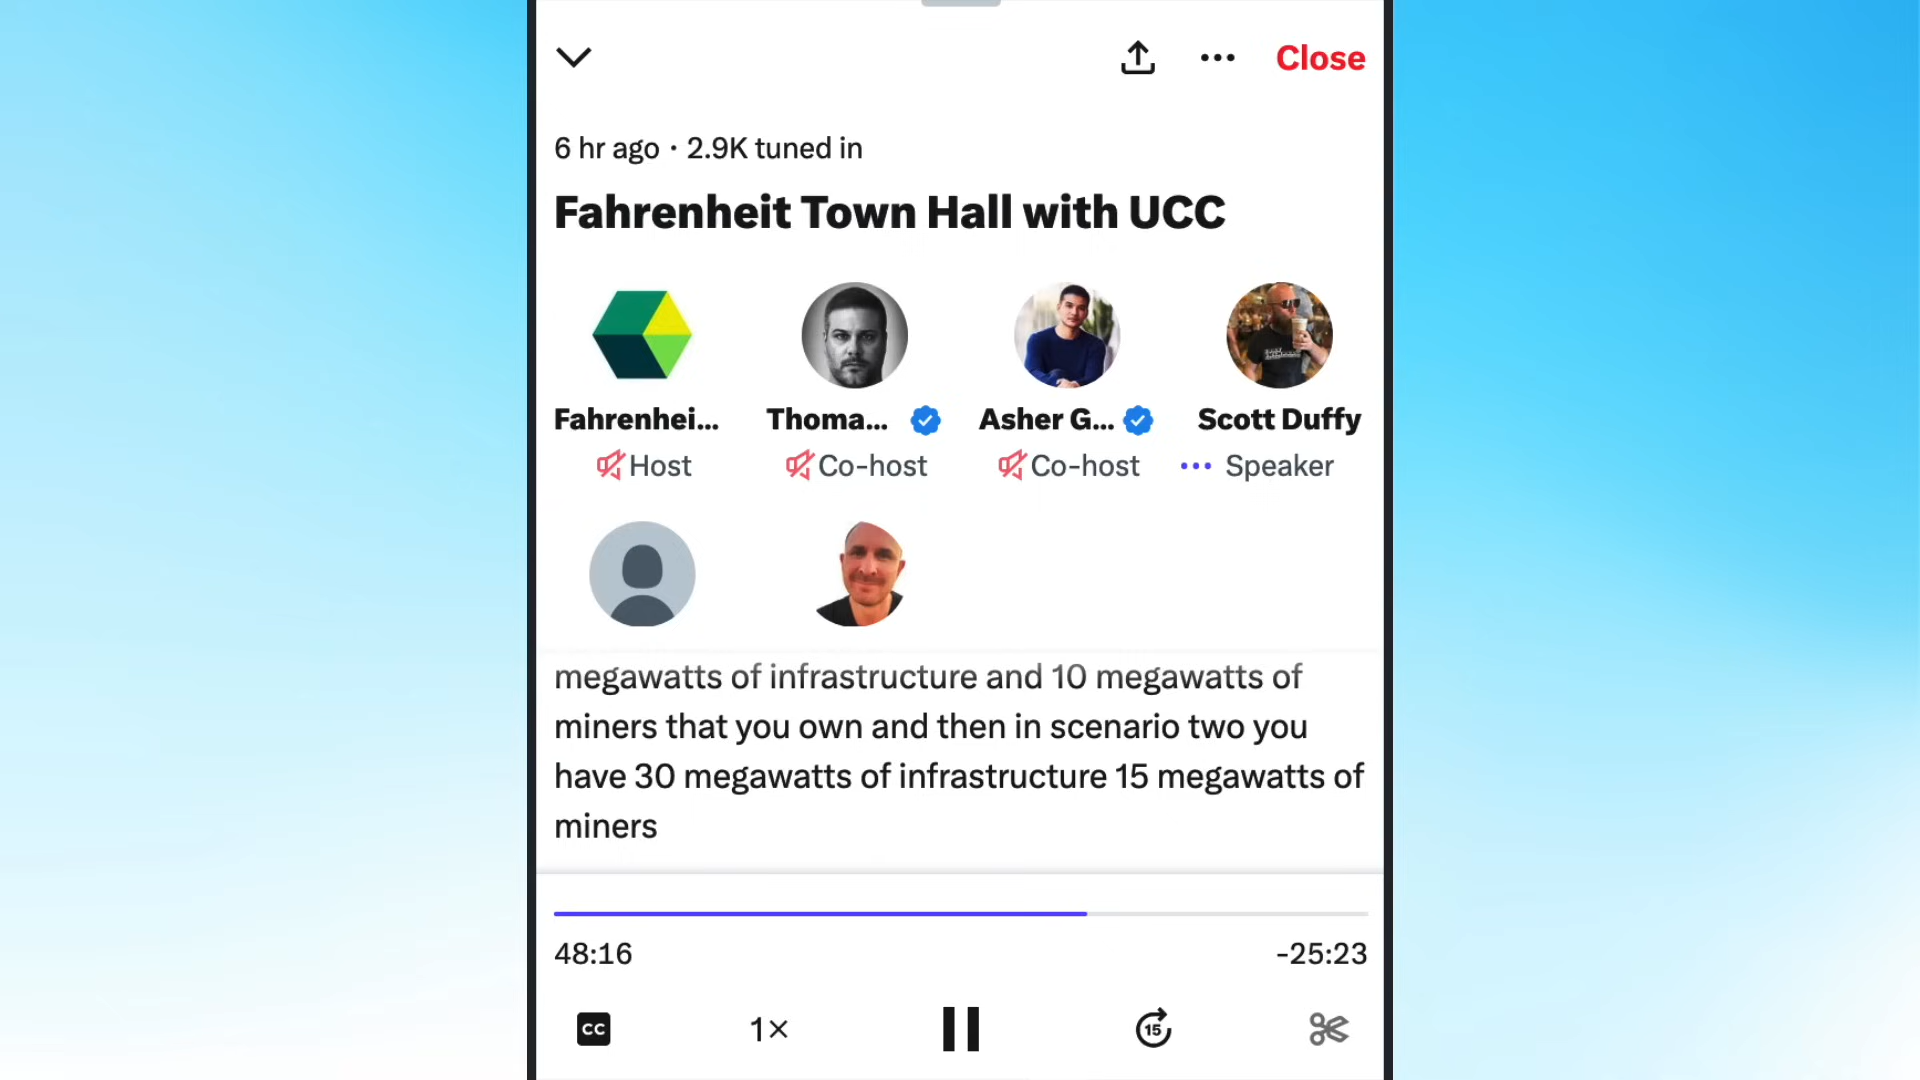 Close
6 hr ago · 2.9K tuned in
Fahrenheit Town Hall with UCC
Fahrenhei... Thoma... Asher G... Scott Duffy
Host Co-host Co-host Speaker
megawatts of infrastructure and 10 megawatts of
miners that you own and then in scenario two you
have 30 megawatts of infrastructure 15 megawatts of
miners
48:16 -25:23
CC 1× 15